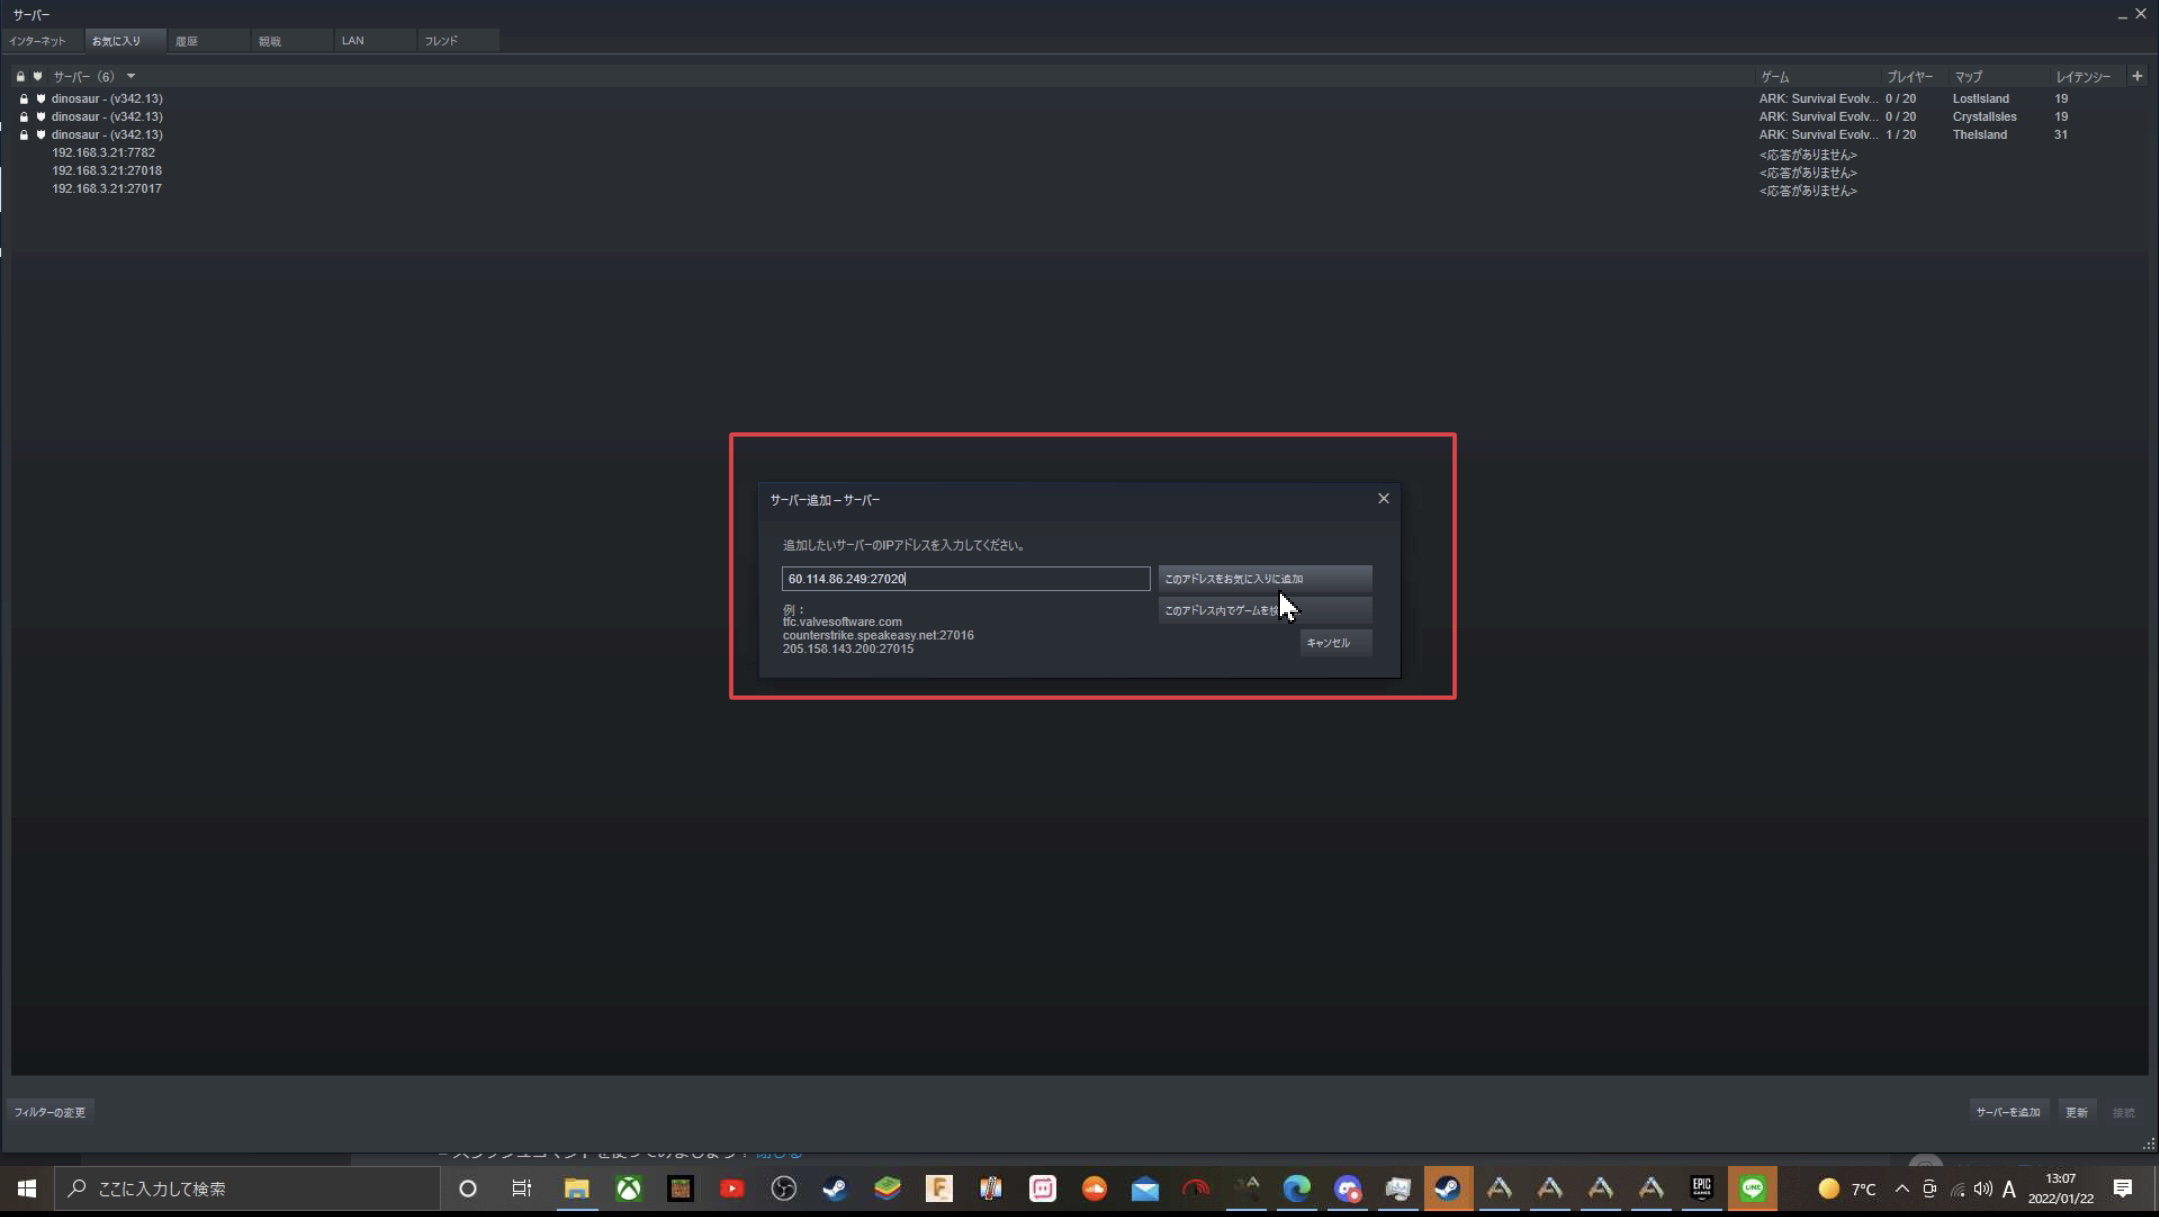 サーバー
インターネット お気に入り 履歴 観戦 LAN フレンド
サーバー (6) ゲーム プレイヤー マップ レイテンシー +
dinosaur - (v342.13) ARK: Survival Evolv... 0 / 20 LostIsland 19
dinosaur - (v342.13) ARK: Survival Evolv... 0 / 20 CrystalIsles 19
dinosaur - (v342.13) ARK: Survival Evolv... 1 / 20 TheIsland 31
192.168.3.21:7782 <応答がありません>
192.168.3.21:27018 <応答がありません>
192.168.3.21:27017 <応答がありません>
サーバー追加 – サーバー
追加したいサーバーのIPアドレスを入力してください。
60.114.86.249:27020 このアドレスをお気に入りに追加
例： このアドレス内でゲームを
tfc.valvesoftware.com
counterstrike.speakeasy.net:27016
205.158.143.200:27015
キャンセル
フィルターの変更 サーバーを追加 更新 接続
ここに入力して検索
EPIC GAMES
LINE
7°C
A
13:07
2022/01/22